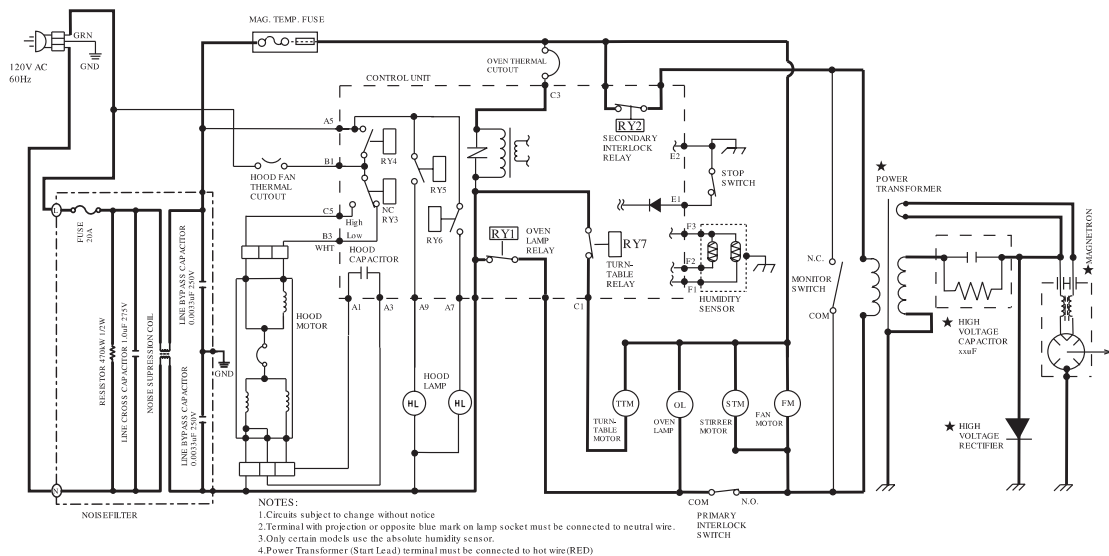 MAG. TEMP. FUSE
GRN
GND
120V AC
60Hz
OVEN THERMAL
CUTOUT
CONTROL UNIT
C3
A5
RY4
RY2
SECONDARY
INTERLOCK
RELAY
E2
B1
HOOD FAN
THERMAL
CUTOUT
RY5
STOP
SWITCH
POWER
TRANSFORMER
NC
RY3
C5
High
E1
RY6
L
FUSE
20A
B3
Low
WHT
RY1
OVEN
LAMP
RELAY
RY7
TURN-
TABLE
RELAY
F3
F2
F1
HUMIDITY
SENSOR
HOOD
CAPACITOR
N.C.
MONITOR
SWITCH
COM
MAGNETRON
A1
A3
A9
A7
C1
HOOD
MOTOR
HIGH
VOLTAGE
CAPACITOR
xxuF
RESISTOR 470kW 1/2W
LINE CROSS CAPACITOR 1.0uF 275V
NOISE SUPRESSION COIL
LINE BYPASS CAPACITOR
0.0033uF 250V
LINE BYPASS CAPACITOR
0.0033uF 250V
GND
HOOD
LAMP
HL
HL
TTM
OL
STM
FM
TURN-
TABLE
MOTOR
OVEN
LAMP
STIRRER
MOTOR
FAN
MOTOR
HIGH
VOLTAGE
RECTIFIER
N
NOISEFILTER
COM
N.O.
PRIMARY
INTERLOCK
SWITCH
NOTES:
1.Circuits subject to change without notice
2.Terminal with projection or opposite blue mark on lamp socket must be connected to neutral wire.
3.Only certain models use the absolute humidity sensor.
4.Power Transformer (Start Lead) terminal must be connected to hot wire(RED)